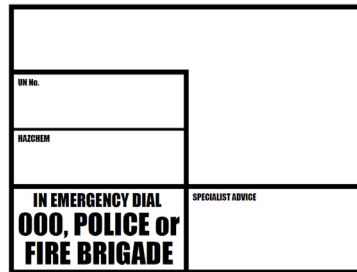 UN No.
HAZCHEM
IN EMERGENCY DIAL
000, POLICE or
FIRE BRIGADE
SPECIALIST ADVICE